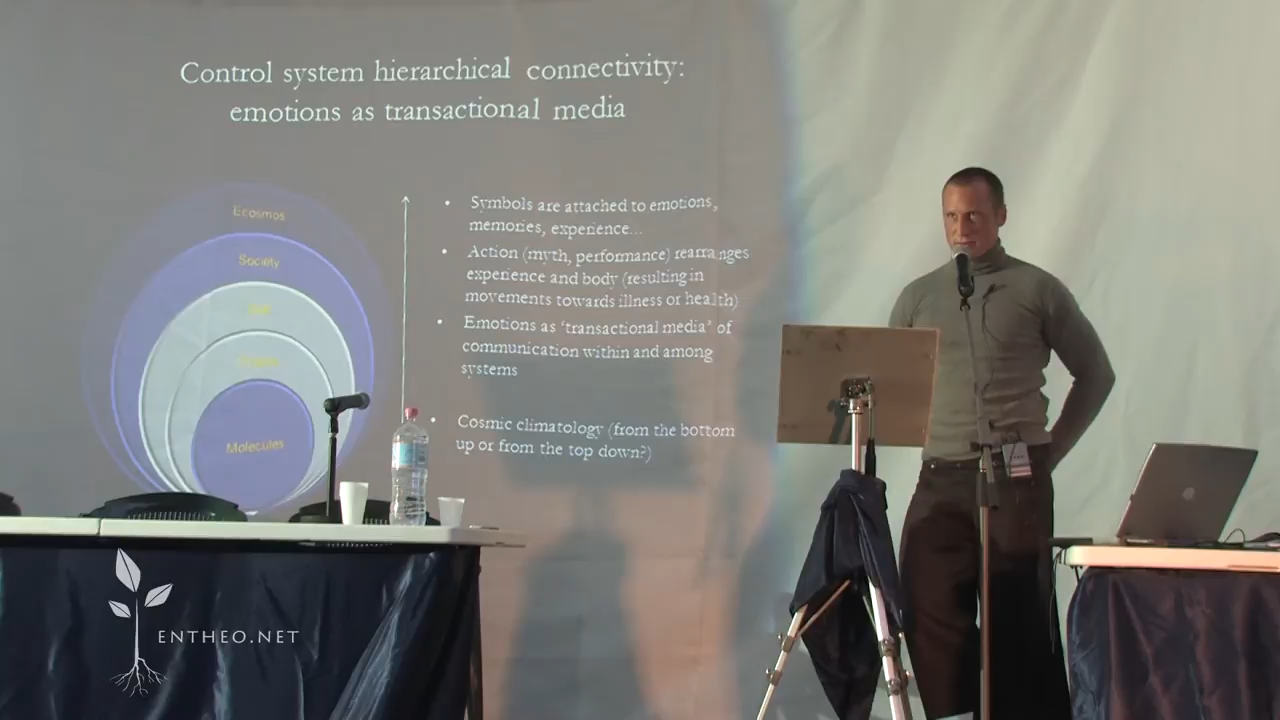 Control system hierarchical connectivity:
emotions as transactional media
Ecosmos
Society
Molecules
• Symbols are attached to emotions,
memories, experience...
• Action (myth, performance) rearranges
experience and body (resulting in
movements towards illness or health)
• Emotions as ‘transactional media’ of
communication within and among
systems
• Cosmic climatology (from the bottom
up or from the top down?)
ENTHEO.NET